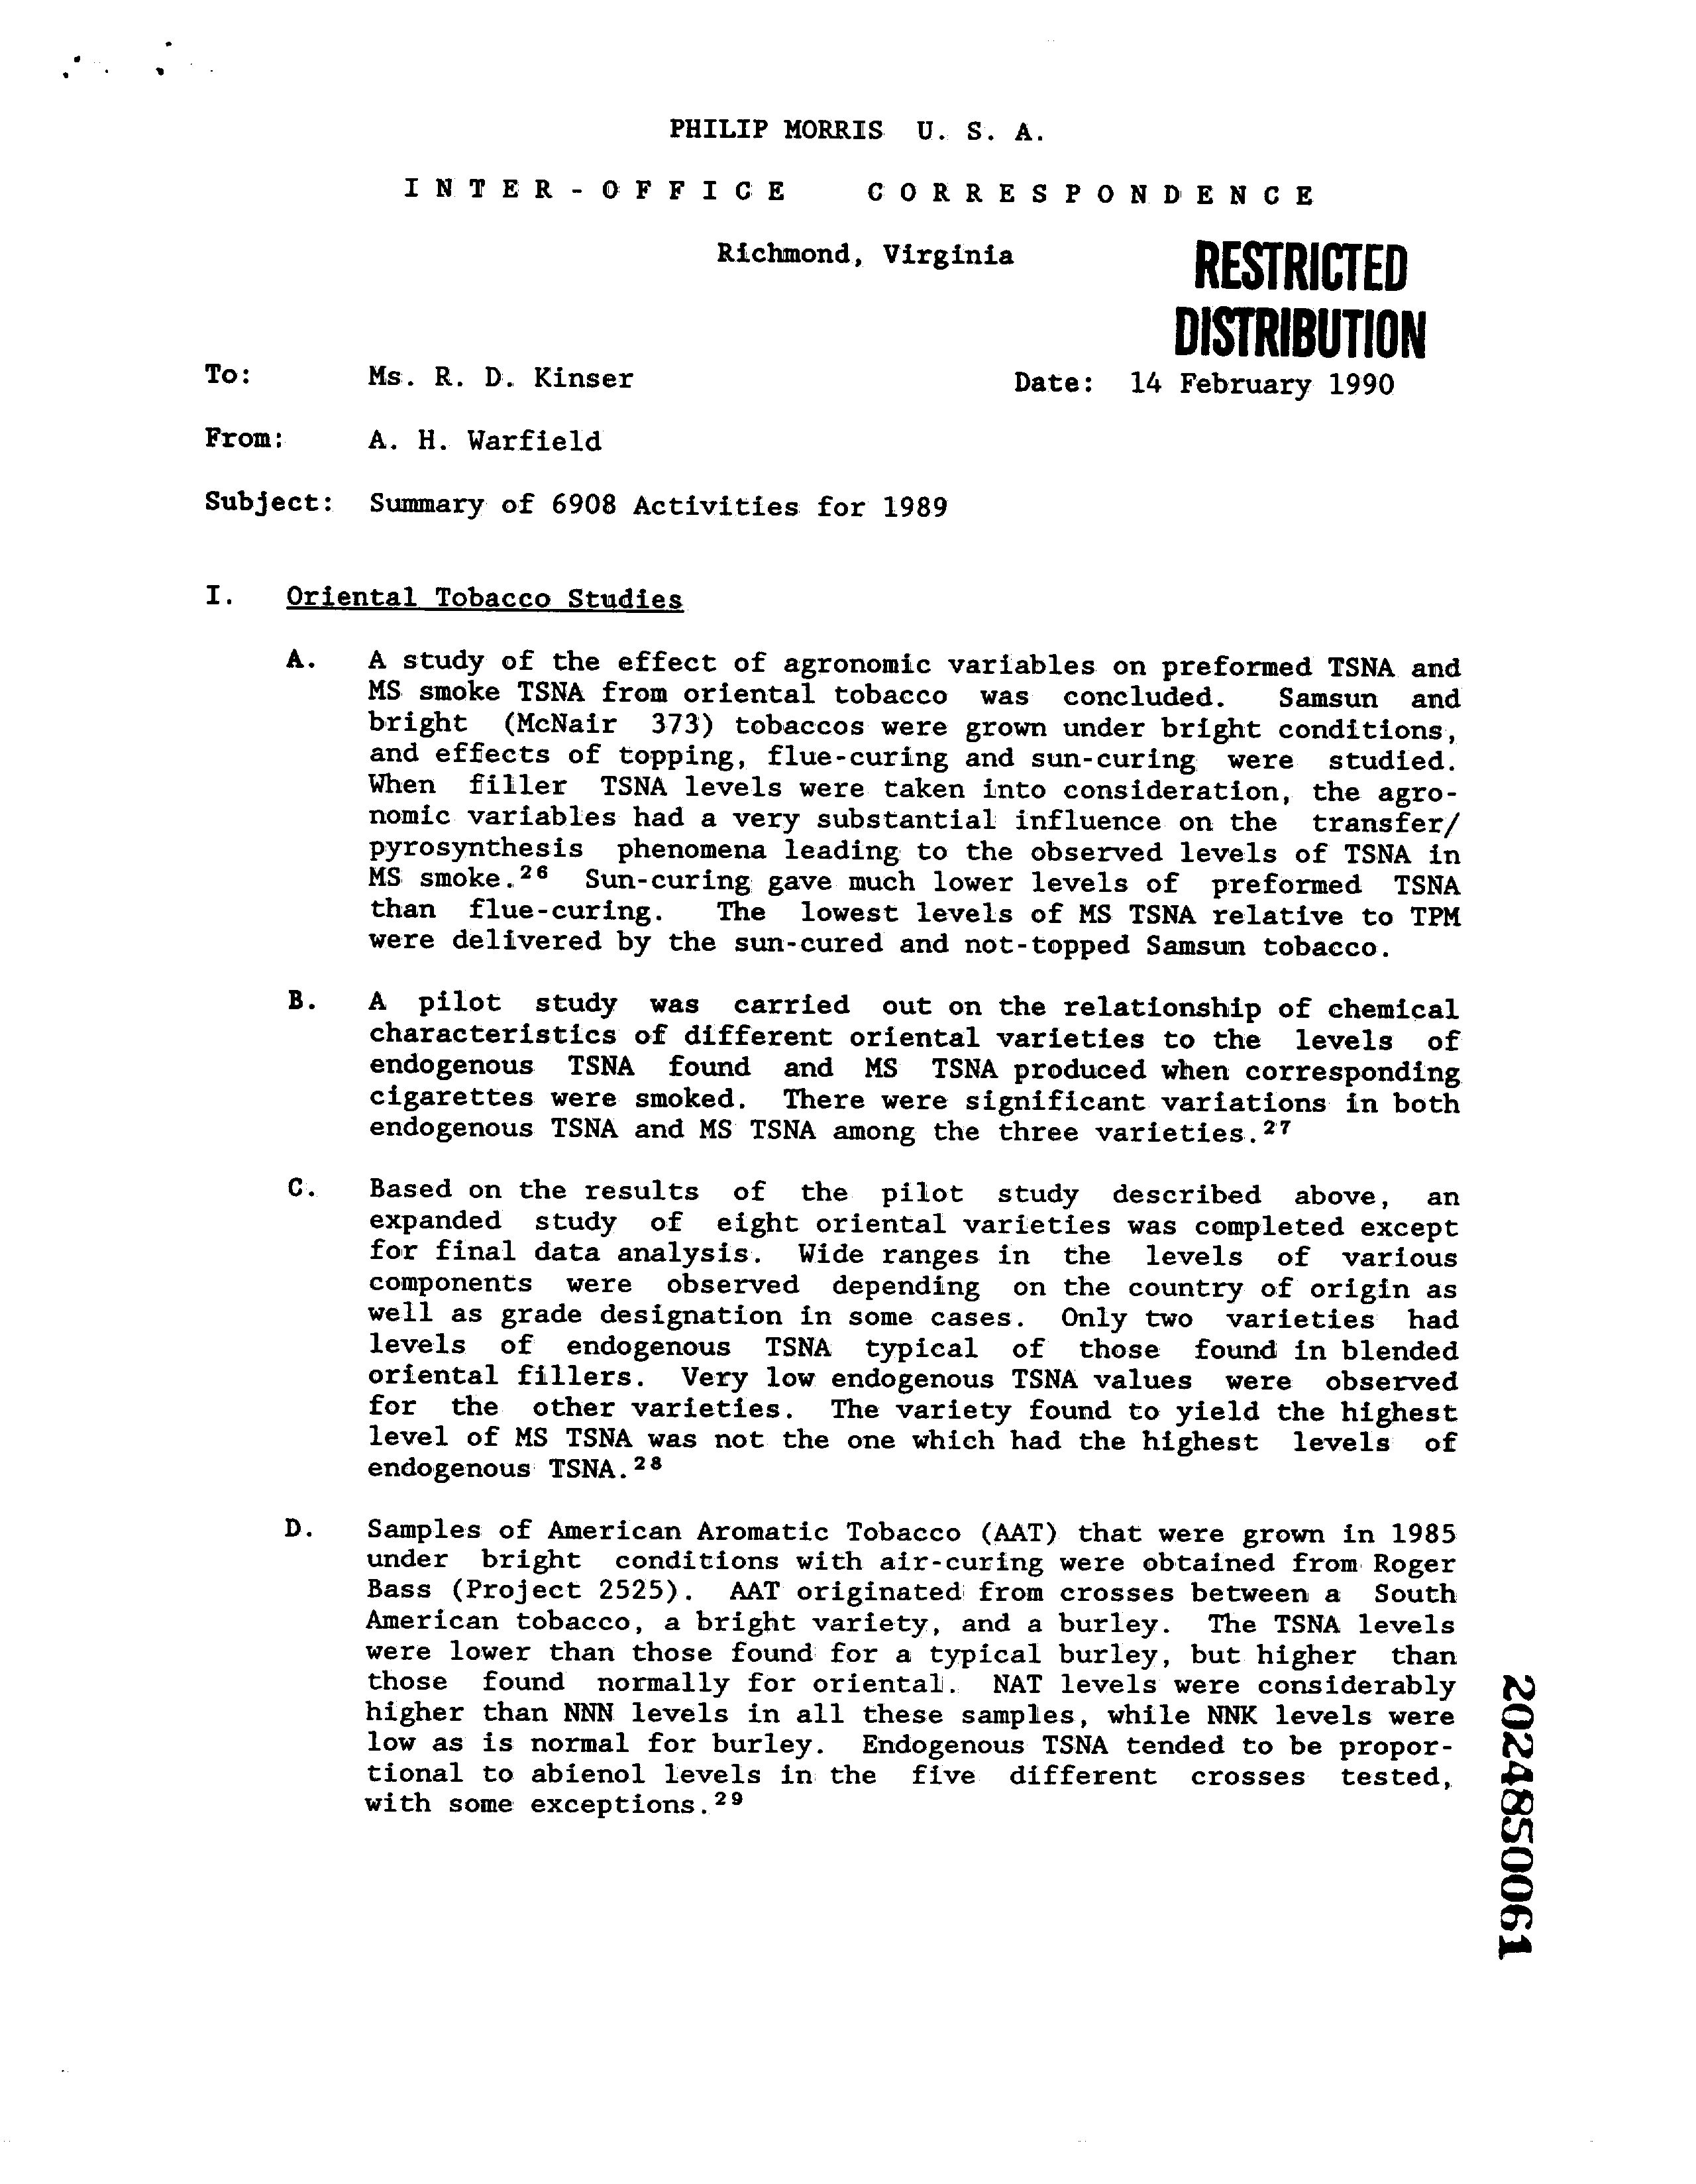 PHILIP MORRIS U. S. A.
INTER-OFFICE CORRESPONDENCE
Richmond, Virginia
RESTRICTED
DISTRIBUTION
To: Ms. R. D. Kinser
Date: 14 February 1990
From: A. H. Warfield
Subject: Summary of 6908 Activities for 1989
I. Oriental Tobacco Studies
A. A study of the effect of agronomic variables on preformed TSNA and
MS smoke TSNA from oriental tobacco was concluded. Samsun and
bright (McNair 373) tobaccos were grown under bright conditions,
and effects of topping, flue-curing and sun-curing were studied.
When filler TSNA levels were taken into consideration, the agro-
nomic variables had a very substantial influence on the transfer/
pyrosynthesis phenomena leading to the observed levels of TSNA in
MS smoke.²⁶ Sun-curing gave much lower levels of preformed TSNA
than flue-curing. The lowest levels of MS TSNA relative to TPM
were delivered by the sun-cured and not-topped Samsun tobacco.
B. A pilot study was carried out on the relationship of chemical
characteristics of different oriental varieties to the levels of
endogenous TSNA found and MS TSNA produced when corresponding
cigarettes were smoked. There were significant variations in both
endogenous TSNA and MS TSNA among the three varieties.²⁷
C. Based on the results of the pilot study described above, an
expanded study of eight oriental varieties was completed except
for final data analysis. Wide ranges in the levels of various
components were observed depending on the country of origin as
well as grade designation in some cases. Only two varieties had
levels of endogenous TSNA typical of those found in blended
oriental fillers. Very low endogenous TSNA values were observed
for the other varieties. The variety found to yield the highest
level of MS TSNA was not the one which had the highest levels of
endogenous TSNA.²⁸
D. Samples of American Aromatic Tobacco (AAT) that were grown in 1985
under bright conditions with air-curing were obtained from Roger
Bass (Project 2525). AAT originated from crosses between a South
American tobacco, a bright variety, and a burley. The TSNA levels
were lower than those found for a typical burley, but higher than
those found normally for oriental. NAT levels were considerably
higher than NNN levels in all these samples, while NNK levels were
low as is normal for burley. Endogenous TSNA tended to be propor-
tional to abienol levels in the five different crosses tested,
with some exceptions.²⁹
2024850061